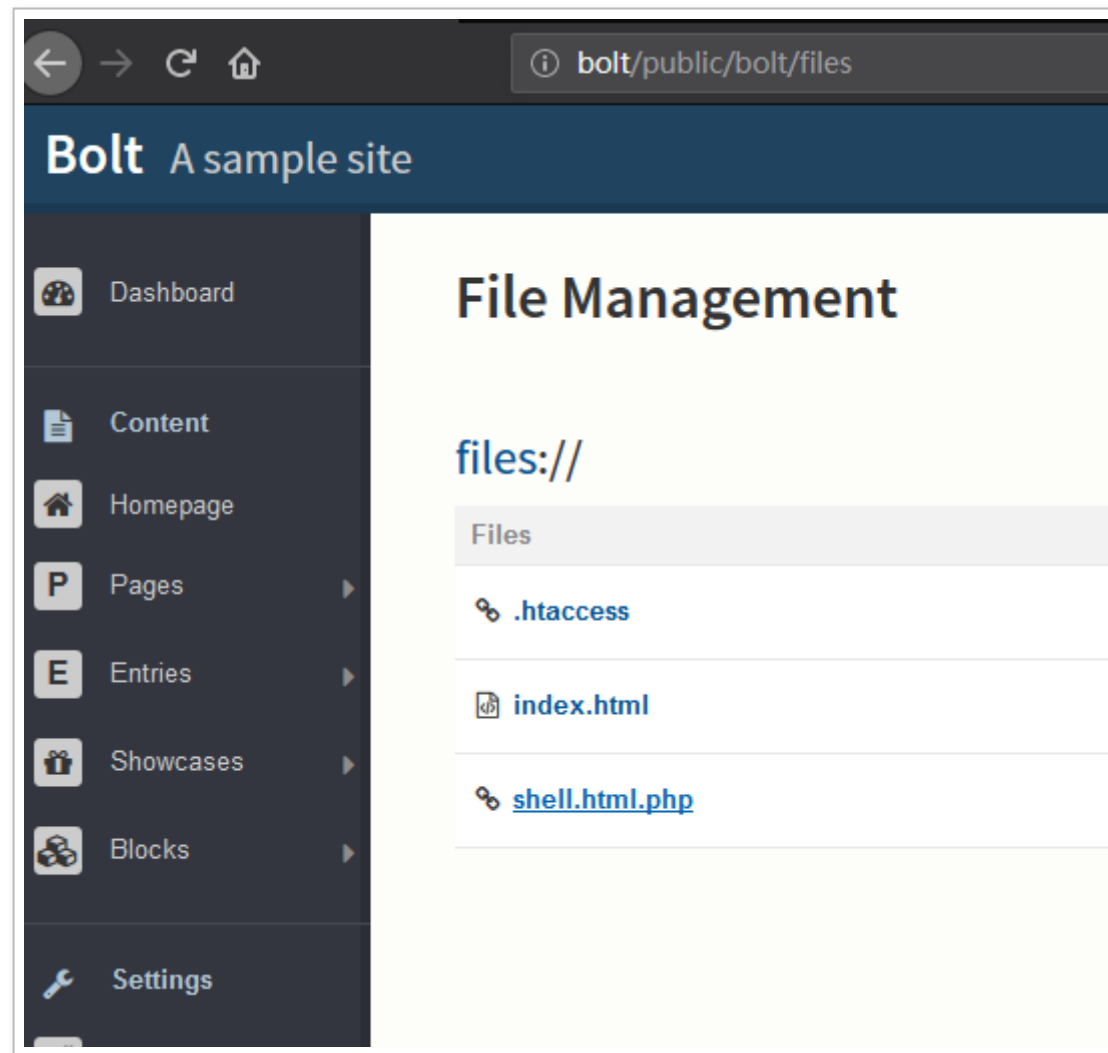 bolt/public/bolt/files
Bolt A sample site
Dashboard
Content
Homepage
P Pages
E Entries
Showcases
Blocks
Settings
File Management
files://
Files
.htaccess
index.html
shell.html.php